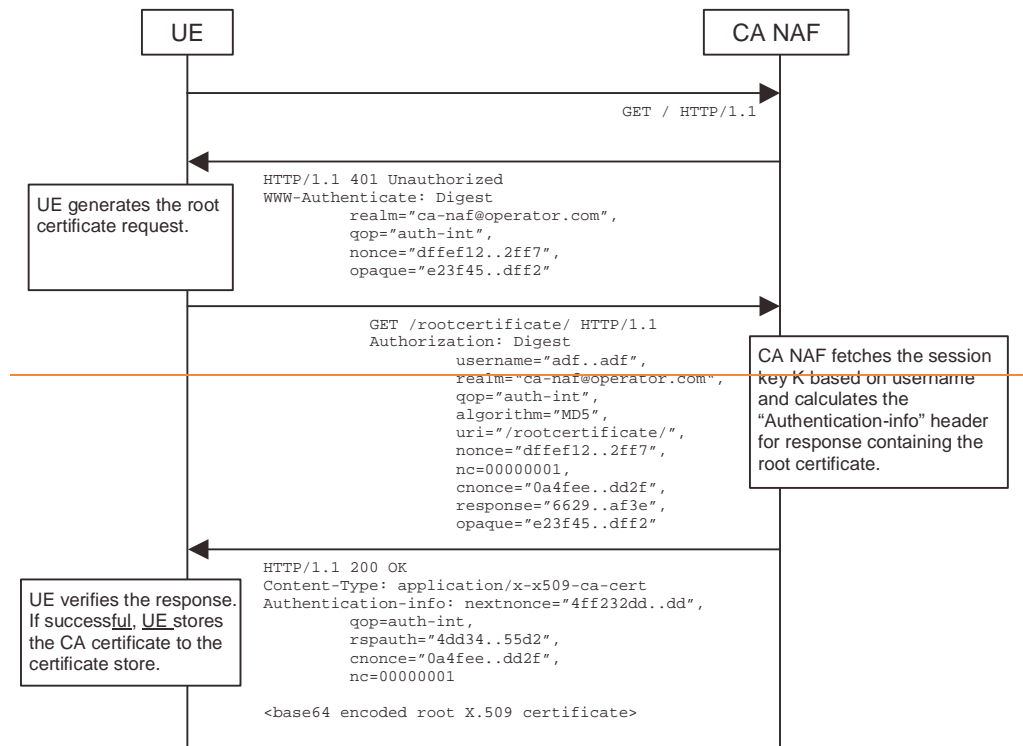 UE
CA NAF
GET / HTTP/1.1
HTTP/1.1 401 Unauthorized
WWW-Authenticate: Digest
realm="ca-naf@operator.com",
qop="auth-int",
nonce="dffef12..2ff7",
opaque="e23f45..dff2"
UE generates the root
certificate request.
GET /rootcertificate/ HTTP/1.1
Authorization: Digest
username="adf..adf",
realm="ca-naf@operator.com",
qop="auth-int",
algorithm="MD5",
uri="/rootcertificate/",
nonce="dffef12..2ff7",
nc=00000001,
cnonce="0a4fee..dd2f",
response="6629..af3e",
opaque="e23f45..dff2"
CA NAF fetches the session
key K based on username
and calculates the
“Authentication-info” header
for response containing the
root certificate.
HTTP/1.1 200 OK
Content-Type: application/x-x509-ca-cert
Authentication-info: nextnonce="4ff232dd..dd",
qop=auth-int,
rspauth="4dd34..55d2",
cnonce="0a4fee..dd2f",
nc=00000001
<base64 encoded root X.509 certificate>
UE verifies the response.
If successful, UE stores
the CA certificate to the
certificate store.